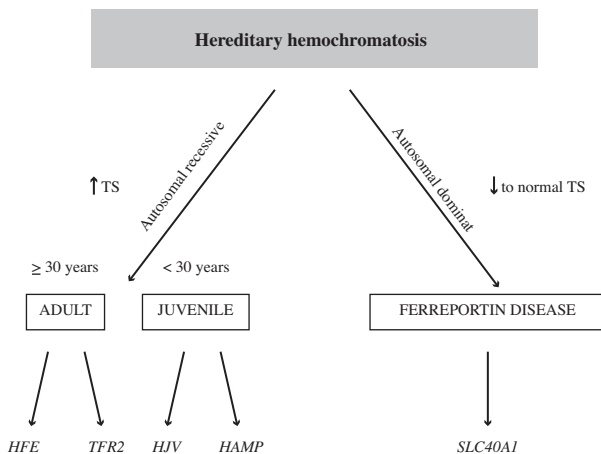 Hereditary hemochromatosis
Autosomal recessive
Autosomal dominat
↑ TS
↓ to normal TS
≥ 30 years
< 30 years
ADULT
JUVENILE
FERREPORTIN DISEASE
HFE
TFR2
HJV
HAMP
SLC40A1